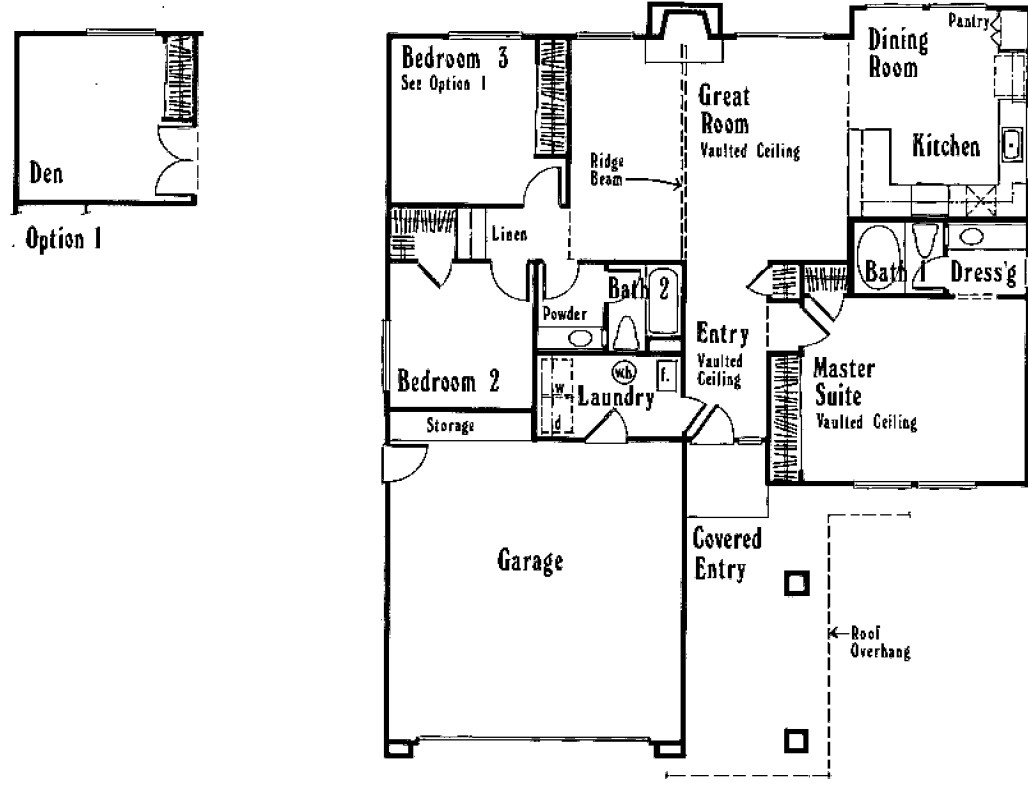 Den
Option 1
Bedroom 3
See Option 1
Great
Room
Vaulted Ceiling
Dining
Room
Pantry
Kitchen
Ridge
Beam
Linen
Bath 1
Dress'g
Bath 2
Powder
Entry
Vaulted
Ceiling
Bedroom 2
w
d
wh
f.
Laundry
Master
Suite
Vaulted Ceiling
Storage
Garage
Covered
Entry
Roof
Overhang